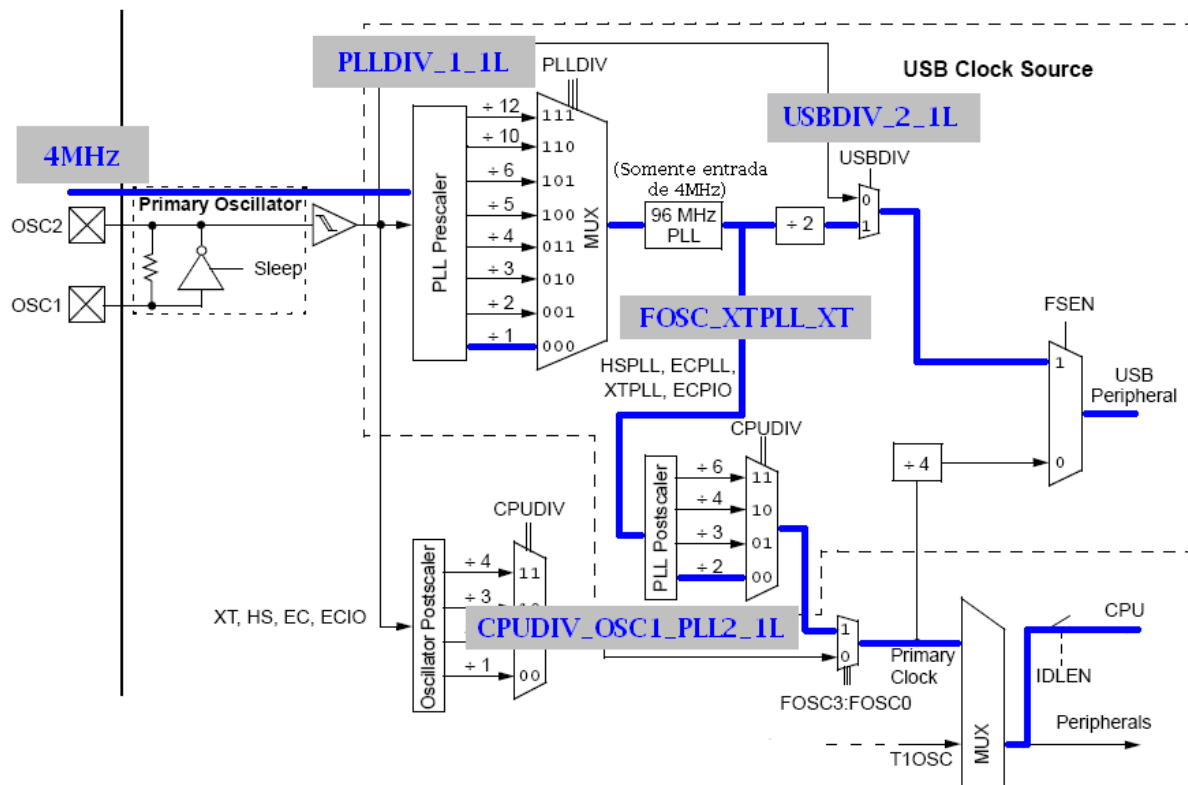 PLLDIV_1_1L
PLLDIV
USB Clock Source
÷ 12
111
USBDIV_2_1L
4MHz
÷ 10
110
USBDIV
(Somente entrada
de 4MHz)
÷ 6
101
Primary Oscillator
0
OSC2
PLL Prescaler
÷ 5
100
MUX
96 MHz
PLL
÷ 2
1
÷ 4
011
Sleep
÷ 3
010
OSC1
÷ 2
001
FOSC_XTPLL_XT
FSEN
÷ 1
000
HSPLL, ECPLL,
XTPLL, ECPIO
1
USB
Peripheral
CPUDIV
÷ 4
0
PLL Postscaler
÷ 6
11
÷ 4
10
÷ 3
01
÷ 2
00
CPUDIV
Oscillator Postscaler
÷ 4
11
÷ 3
XT, HS, EC, ECIO
CPUDIV_OSC1_PLL2_1L
÷ 1
00
1
0
Primary
Clock
CPU
IDLEN
FOSC3:FOSC0
MUX
Peripherals
T1OSC